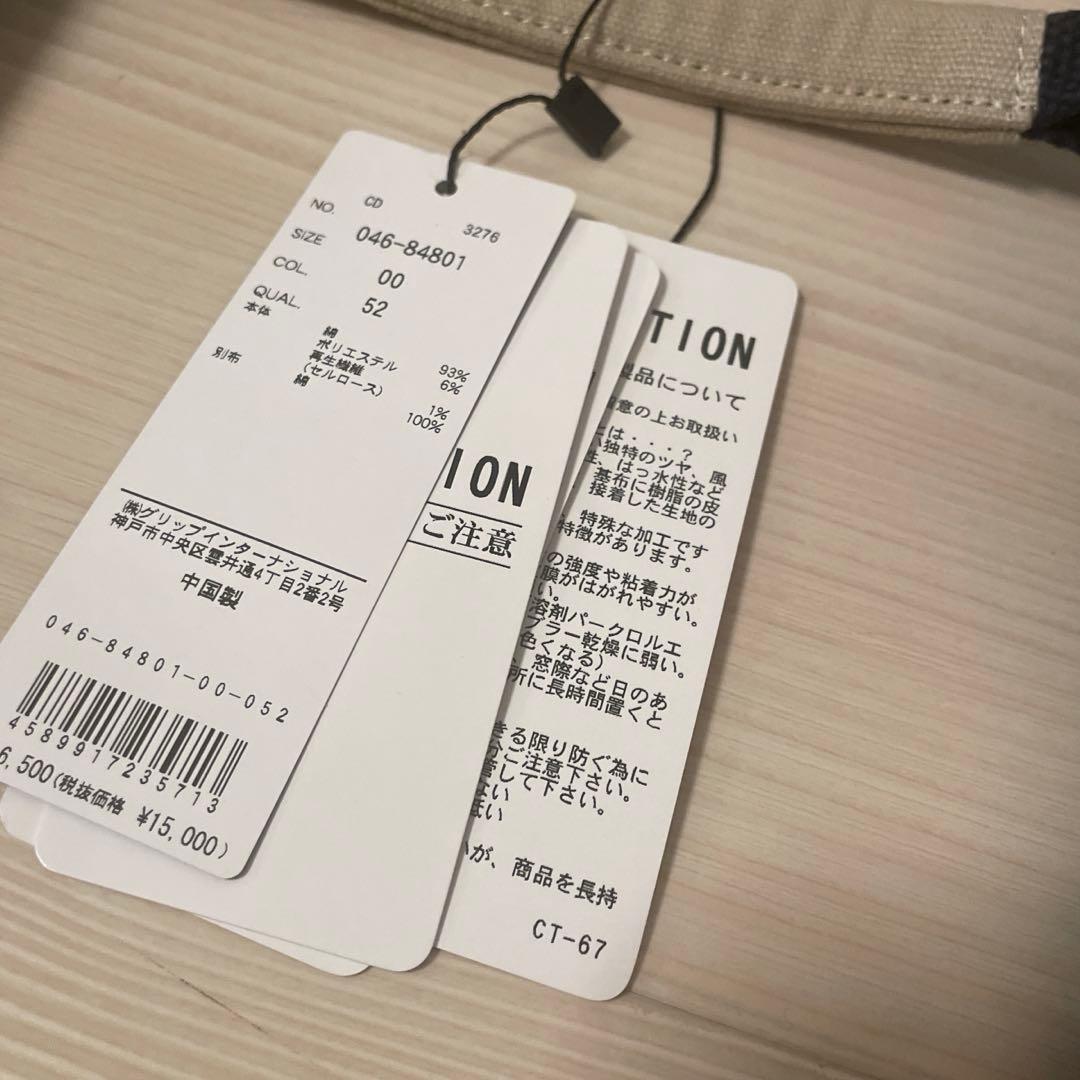 CD
3276
NO.
046-84801
SIZE
00
COL.
52
QUAL.
本体
綿
93%
ポリエステル
6%
再生繊維
(セルロース)
1%
別布
綿
100%
㈱グリップインターナショナル
神戸市中央区雲井通4丁目2番2号
中国製
046-84801-00-052
4589917235713
6,500(税抜価格 ¥15,000)
ION
ご注意
TION
製品について
意の上お取扱い
は...?
独特のツヤ、風
性、はっ水性など
基布に樹脂の皮
接着した生地の
特殊な加工です
特徴があります。
の強度や粘着力が
膜がはがれやすい。
い。
溶剤パークロルエ
ブラー乾燥に弱い。
色くなる)
、窓際など日のあ
所に長時間置くと
きる限り防ぐ為に
分ご注意下さい。
管して下さい。
ない
低い
が、商品を長持
CT-67